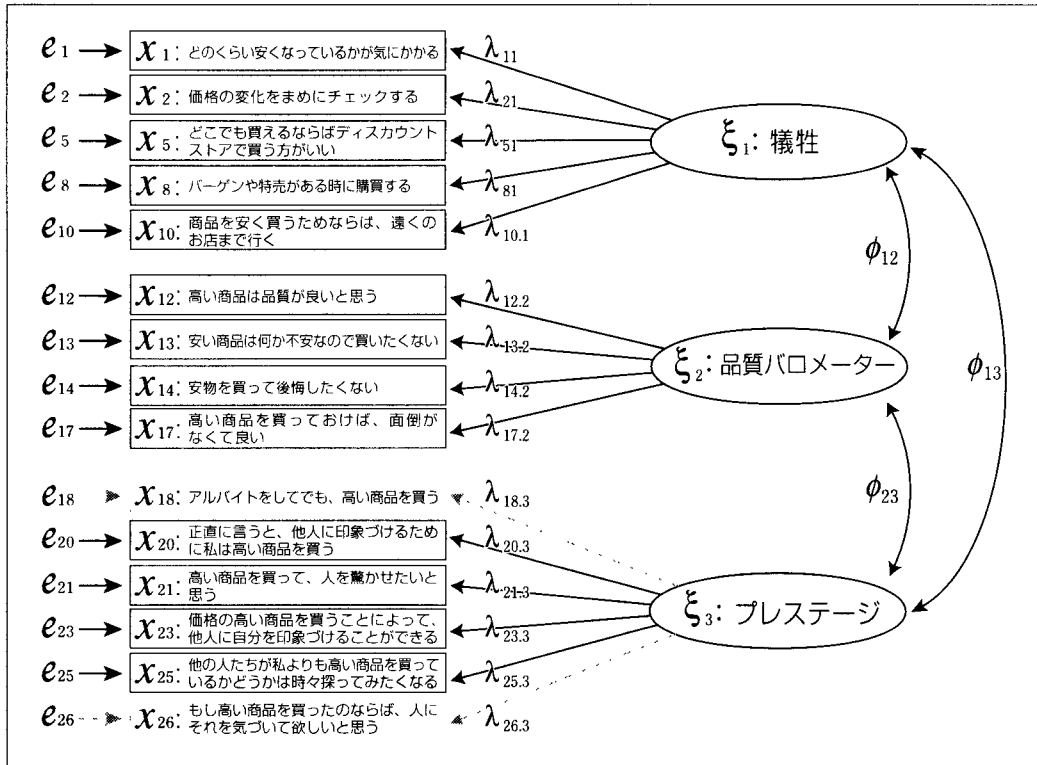 e1 x1: どのくらい安くなっているかが気にかかる λ11
e2 x2: 価格の変化をまめにチェックする λ21
e5 x5: どこでも買えるならばディスカウント
ストアで買う方がいい λ51
e8 x8: バーゲンや特売がある時に購買する λ81
e10 x10: 商品を安く買うためならば、遠くの
お店まで行く λ10.1
ξ1: 犠牲
ϕ12
e12 x12: 高い商品は品質が良いと思う λ12.2
e13 x13: 安い商品は何か不安なので買いたくない λ13.2
e14 x14: 安物を買って後悔したくない λ14.2
e17 x17: 高い商品を買っておけば、面倒が
なくて良い λ17.2
ξ2: 品質バロメーター
ϕ13
ϕ23
e18 x18: アルバイトをしてでも、高い商品を買う λ18.3
e20 x20: 正直に言うと、他人に印象づけるために
に私は高い商品を買う λ20.3
e21 x21: 高い商品を買って、人を驚かせたいと
思う λ21.3
e23 x23: 価格の高い商品を買うことによって、
他人に自分を印象づけることができる λ23.3
e25 x25: 他の人たちが私よりも高い商品を買って
いるかどうかは時々探ってみたくなる λ25.3
e26 x26: もし高い商品を買ったのならば、人に
それを気づいて欲しいと思う λ26.3
ξ3: プレステージ